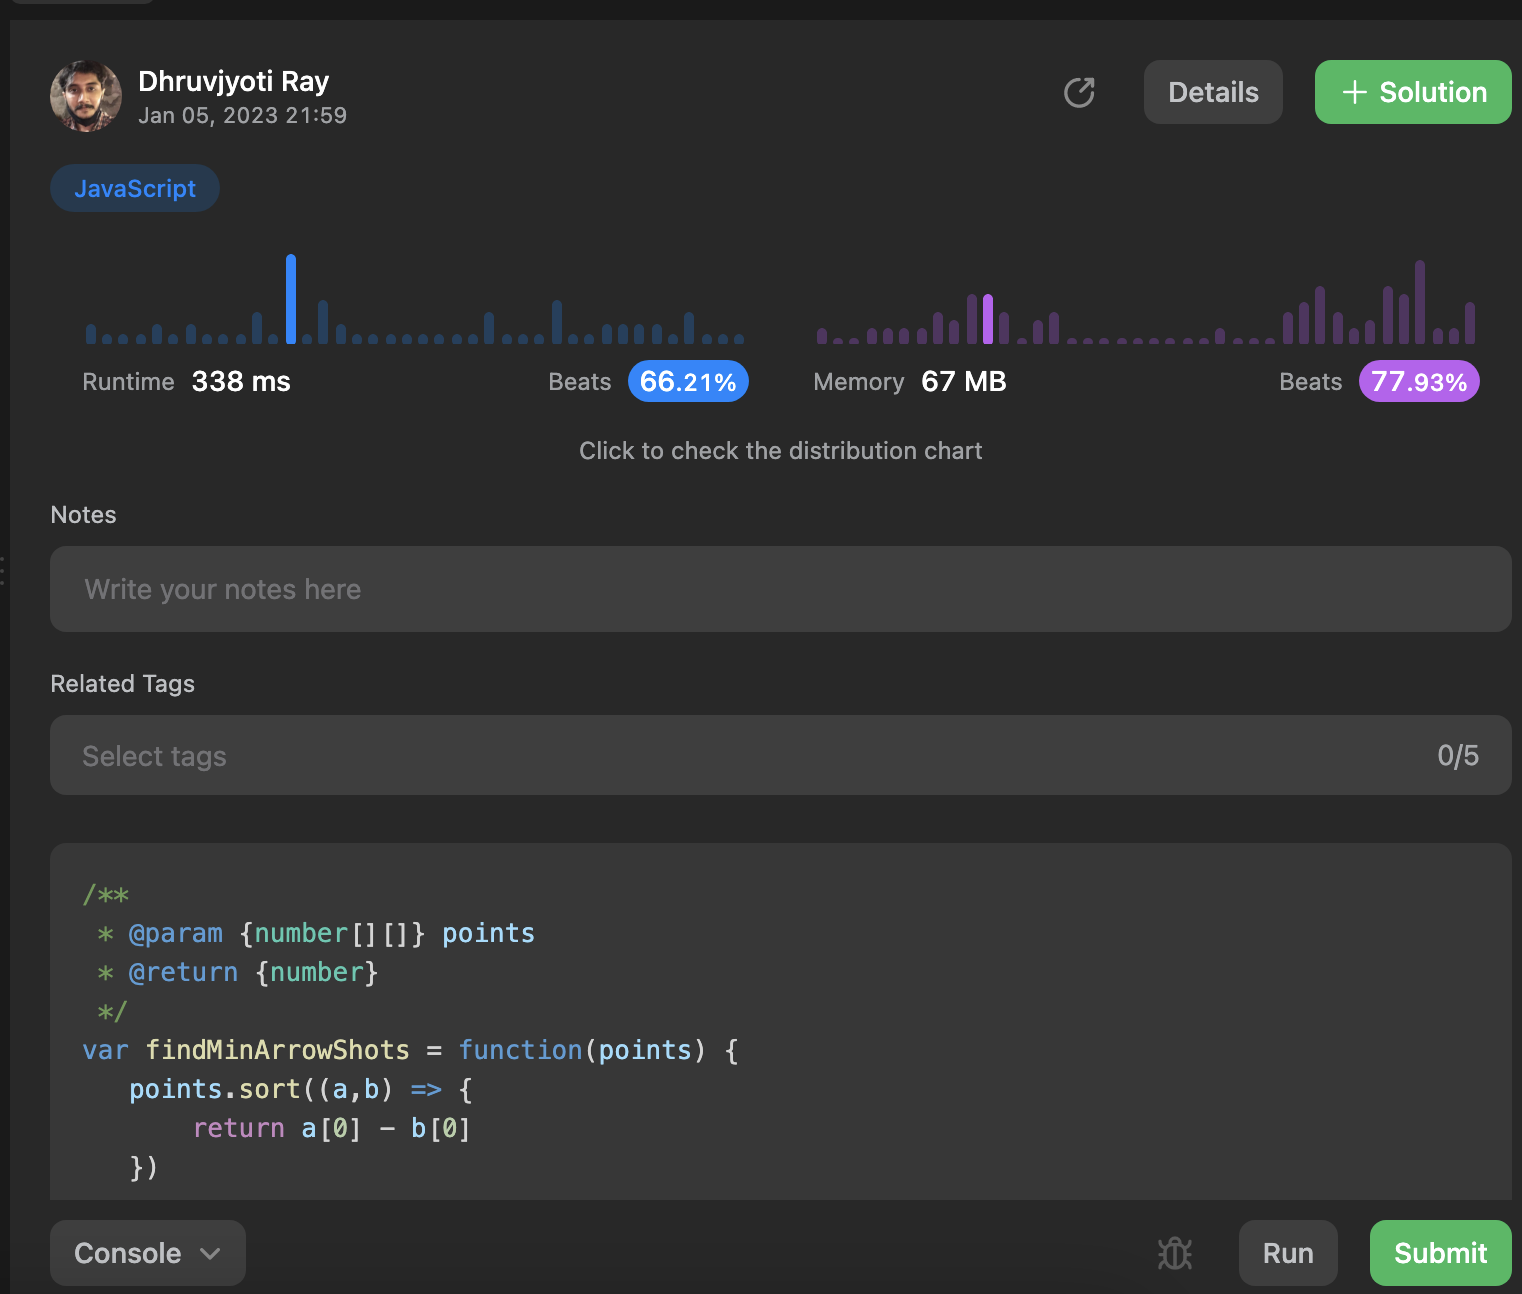 Dhruvjyoti Ray
Jan 05, 2023 21:59
Details
+ Solution
JavaScript
Runtime 338 ms
Beats 66.21%
Memory 67 MB
Beats 77.93%
Click to check the distribution chart
Notes
Write your notes here
Related Tags
Select tags
0/5
/**
 * @param {number[][]} points
 * @return {number}
 */
var findMinArrowShots = function(points) {
   points.sort((a,b) => {
       return a[0] - b[0]
   })
Console
Run
Submit